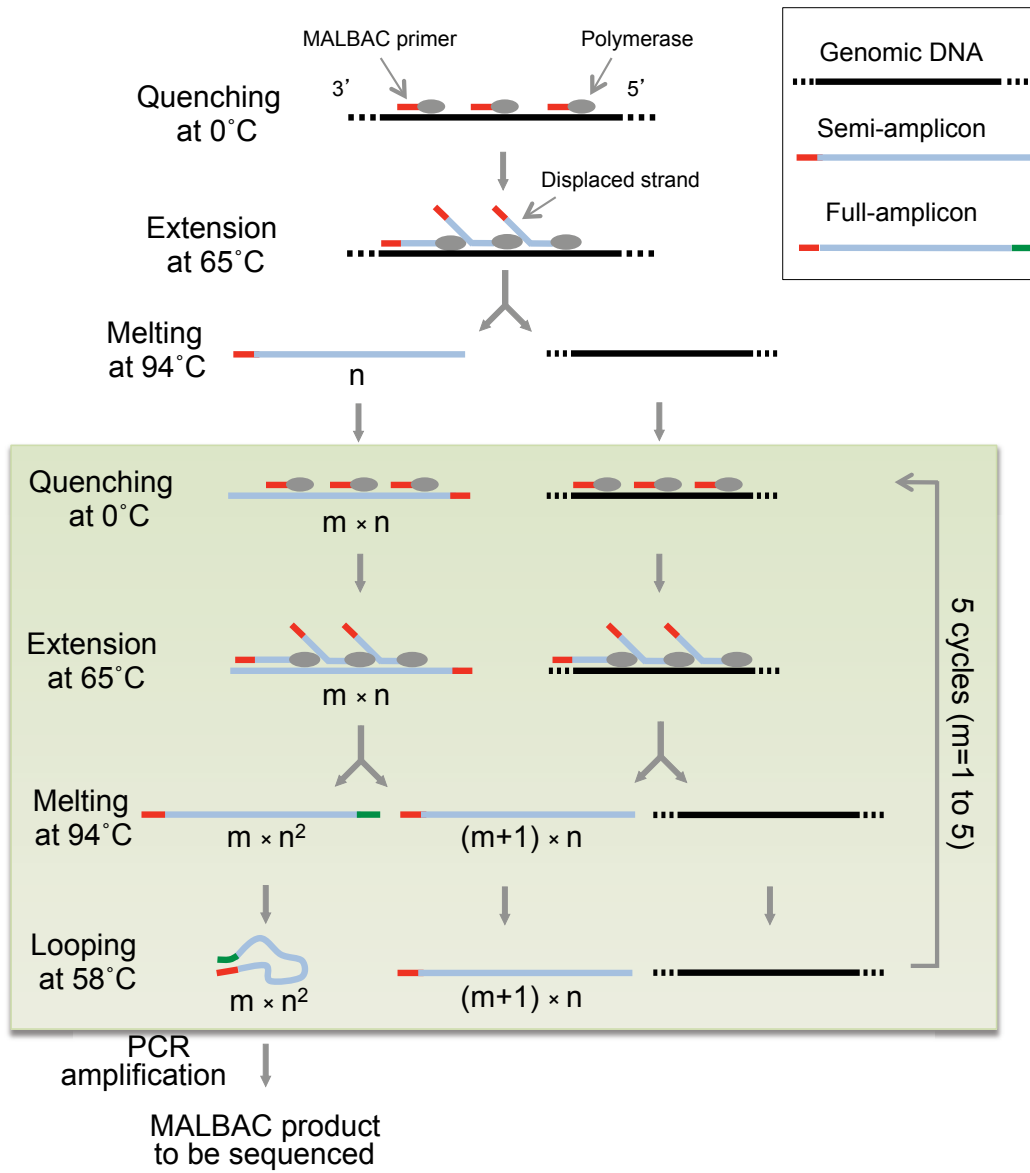 MALBAC primer
Polymerase
3’
5’
Quenching
at 0˚C
Displaced strand
Extension
at 65˚C
Melting
at 94˚C
n
Genomic DNA
Semi-amplicon
Full-amplicon
Quenching
at 0˚C
m × n
Extension
at 65˚C
m × n
Melting
at 94˚C
m × n²
(m+1) × n
Looping
at 58˚C
m × n²
(m+1) × n
5 cycles (m=1 to 5)
PCR
amplification
MALBAC product
to be sequenced